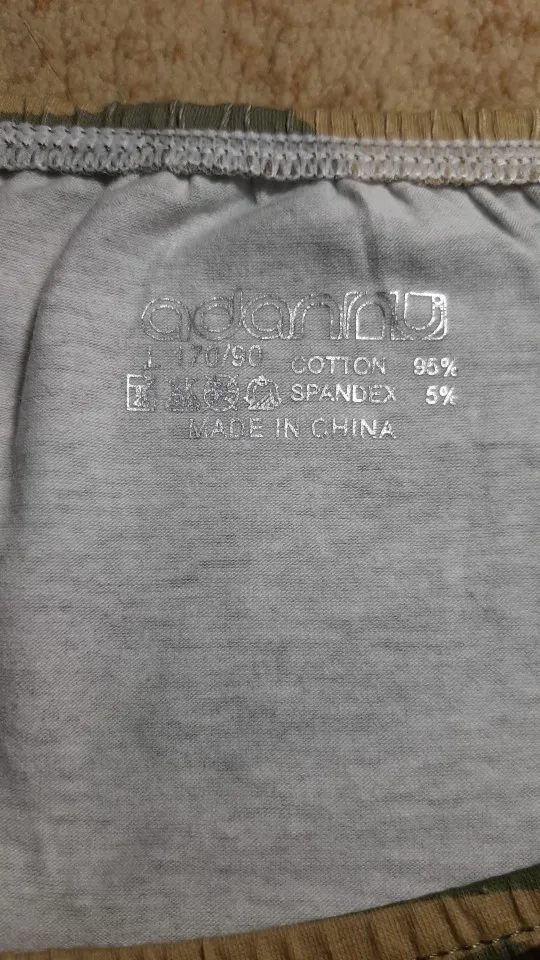 adannu
L 170/90 COTTON 95%
SPANDEX 5%
MADE IN CHINA